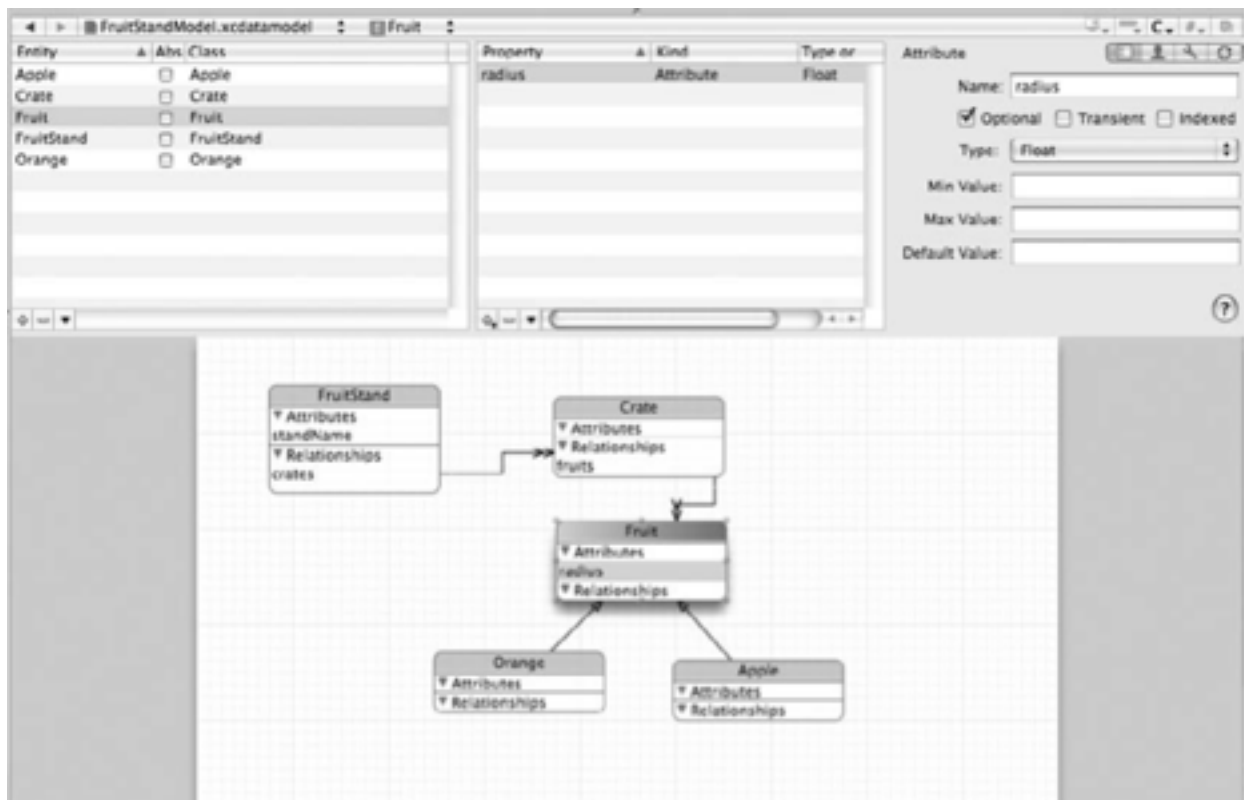 FruitStandModel.xcdatamodel Fruit
Entity Abs Class
Apple Apple
Crate Crate
Fruit Fruit
FruitStand FruitStand
Orange Orange
Property Kind Type or
radius Attribute Float
Attribute
Name: radius
Optional Transient Indexed
Type: Float
Min Value:
Max Value:
Default Value:
?
FruitStand
Attributes
standName
Relationships
crates
Crate
Attributes
Relationships
fruits
Fruit
Attributes
radius
Relationships
Orange
Attributes
Relationships
Apple
Attributes
Relationships